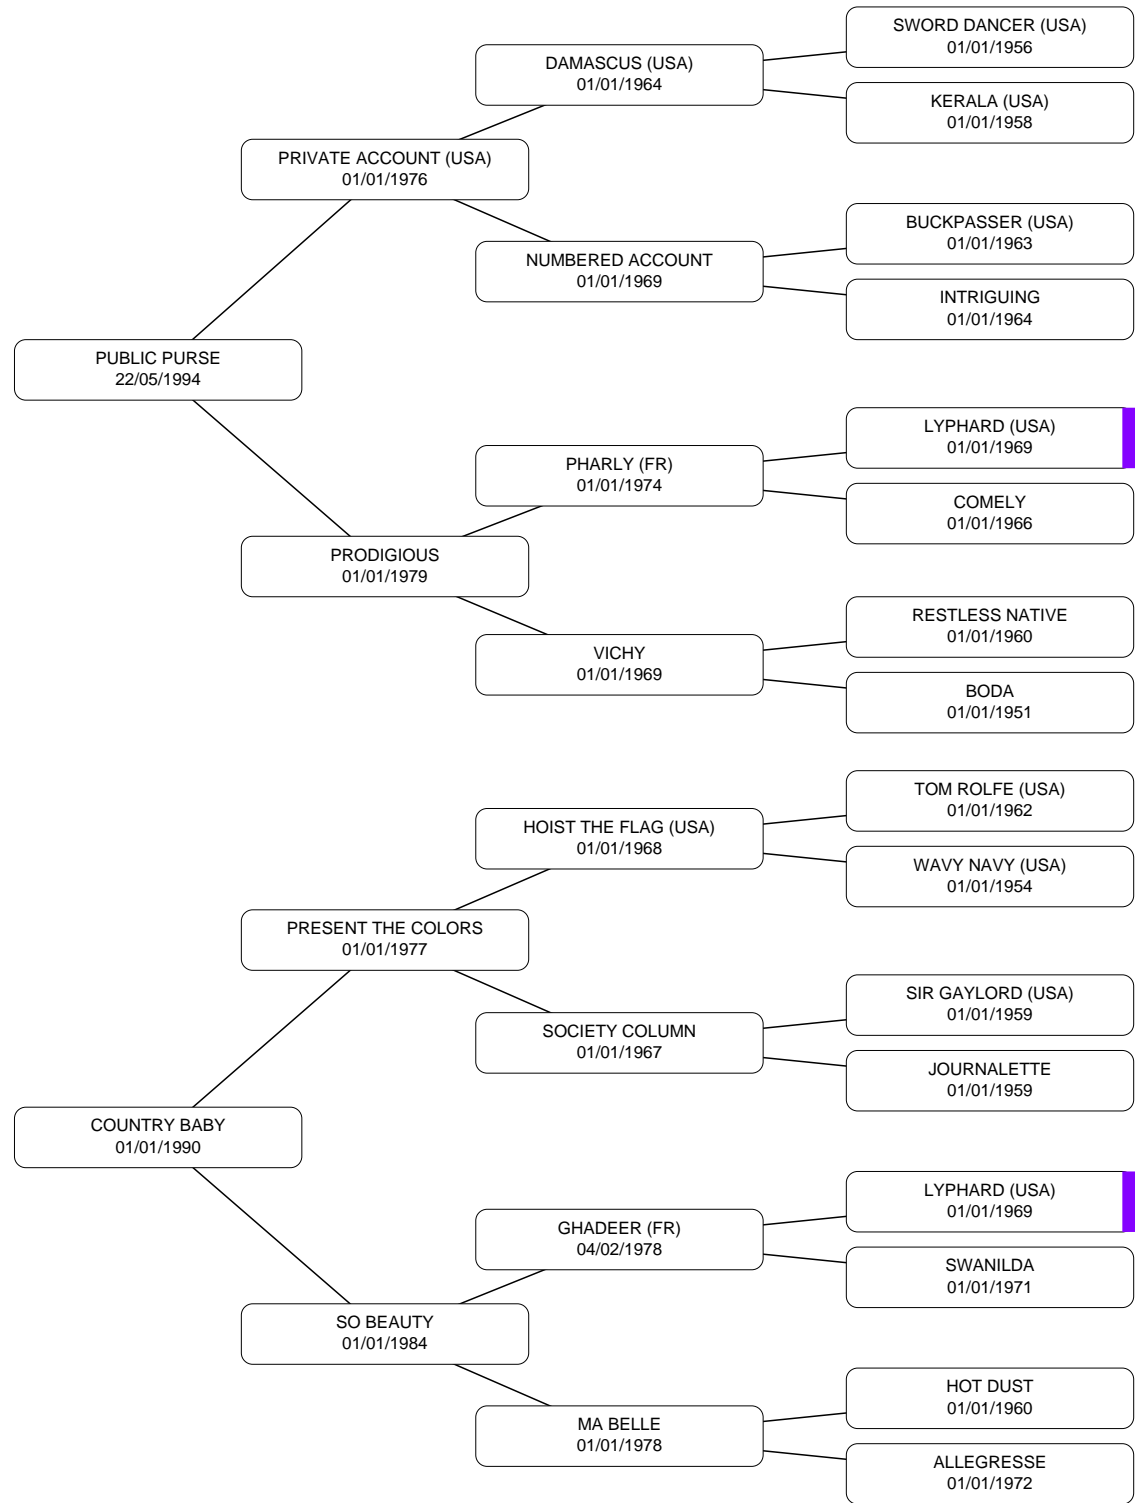 SWORD DANCER (USA)
01/01/1956
DAMASCUS (USA)
01/01/1964
KERALA (USA)
01/01/1958
PRIVATE ACCOUNT (USA)
01/01/1976
BUCKPASSER (USA)
01/01/1963
NUMBERED ACCOUNT
01/01/1969
INTRIGUING
01/01/1964
PUBLIC PURSE
22/05/1994
LYPHARD (USA)
01/01/1969
PHARLY (FR)
01/01/1974
COMELY
01/01/1966
PRODIGIOUS
01/01/1979
RESTLESS NATIVE
01/01/1960
VICHY
01/01/1969
BODA
01/01/1951
TOM ROLFE (USA)
01/01/1962
HOIST THE FLAG (USA)
01/01/1968
WAVY NAVY (USA)
01/01/1954
PRESENT THE COLORS
01/01/1977
SIR GAYLORD (USA)
01/01/1959
SOCIETY COLUMN
01/01/1967
JOURNALETTE
01/01/1959
COUNTRY BABY
01/01/1990
LYPHARD (USA)
01/01/1969
GHADEER (FR)
04/02/1978
SWANILDA
01/01/1971
SO BEAUTY
01/01/1984
HOT DUST
01/01/1960
MA BELLE
01/01/1978
ALLEGRESSE
01/01/1972